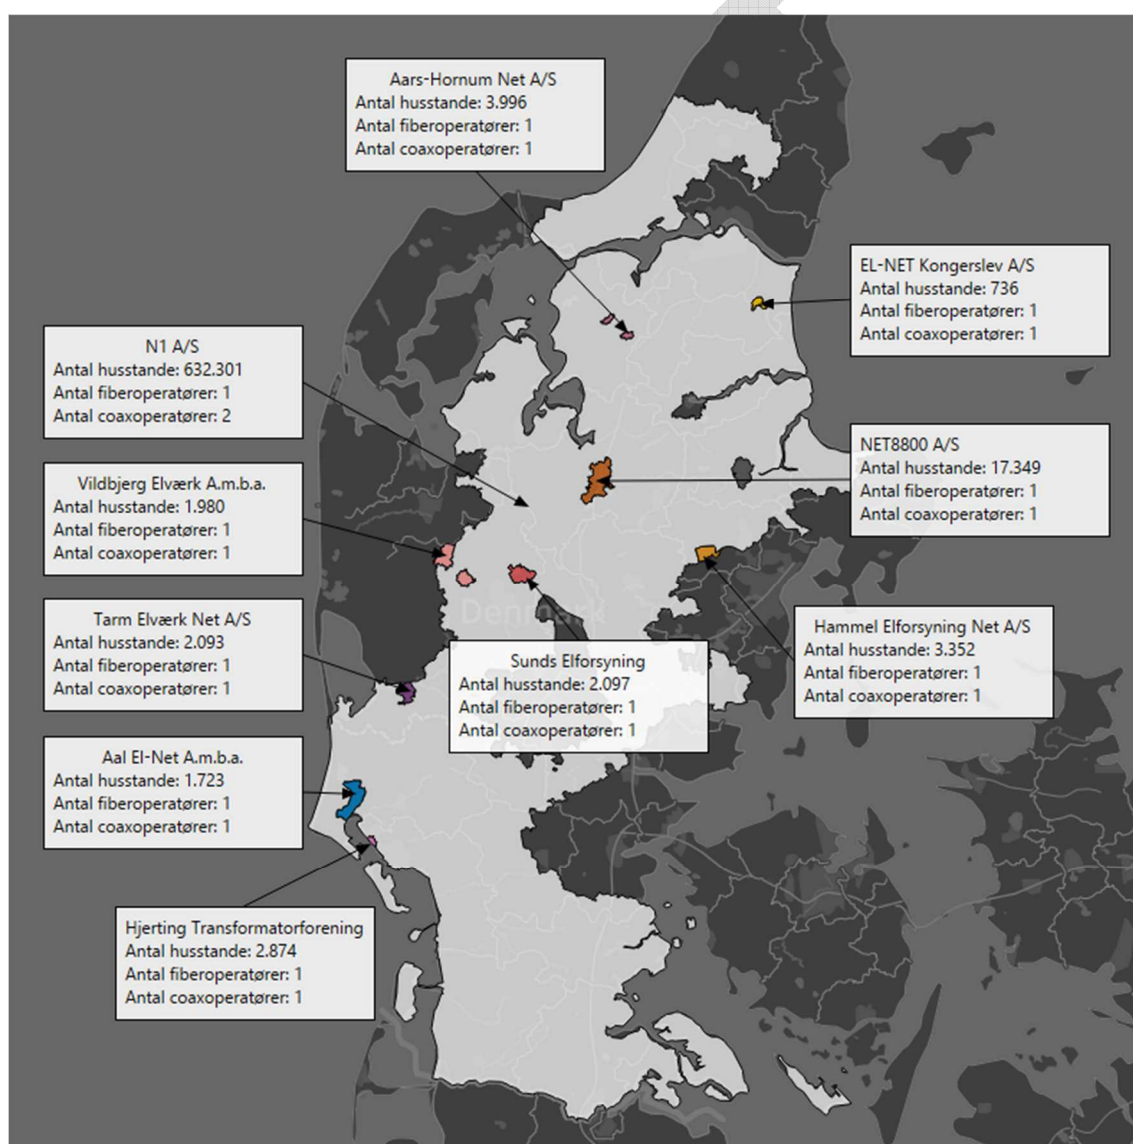 Aars-Hornum Net A/S
Antal husstande: 3.996
Antal fiberoperatører: 1
Antal coaxoperatører: 1
EL-NET Kongerslev A/S
Antal husstande: 736
Antal fiberoperatører: 1
Antal coaxoperatører: 1
N1 A/S
Antal husstande: 632.301
Antal fiberoperatører: 1
Antal coaxoperatører: 2
NET8800 A/S
Antal husstande: 17.349
Antal fiberoperatører: 1
Antal coaxoperatører: 1
Vildbjerg Elværk A.m.b.a.
Antal husstande: 1.980
Antal fiberoperatører: 1
Antal coaxoperatører: 1
Denmark
Tarm Elværk Net A/S
Antal husstande: 2.093
Antal fiberoperatører: 1
Antal coaxoperatører: 1
Sunds Elforsyning
Antal husstande: 2.097
Antal fiberoperatører: 1
Antal coaxoperatører: 1
Hammel Elforsyning Net A/S
Antal husstande: 3.352
Antal fiberoperatører: 1
Antal coaxoperatører: 1
Aal El-Net A.m.b.a.
Antal husstande: 1.723
Antal fiberoperatører: 1
Antal coaxoperatører: 1
Hjerting Transformatorforening
Antal husstande: 2.874
Antal fiberoperatører: 1
Antal coaxoperatører: 1